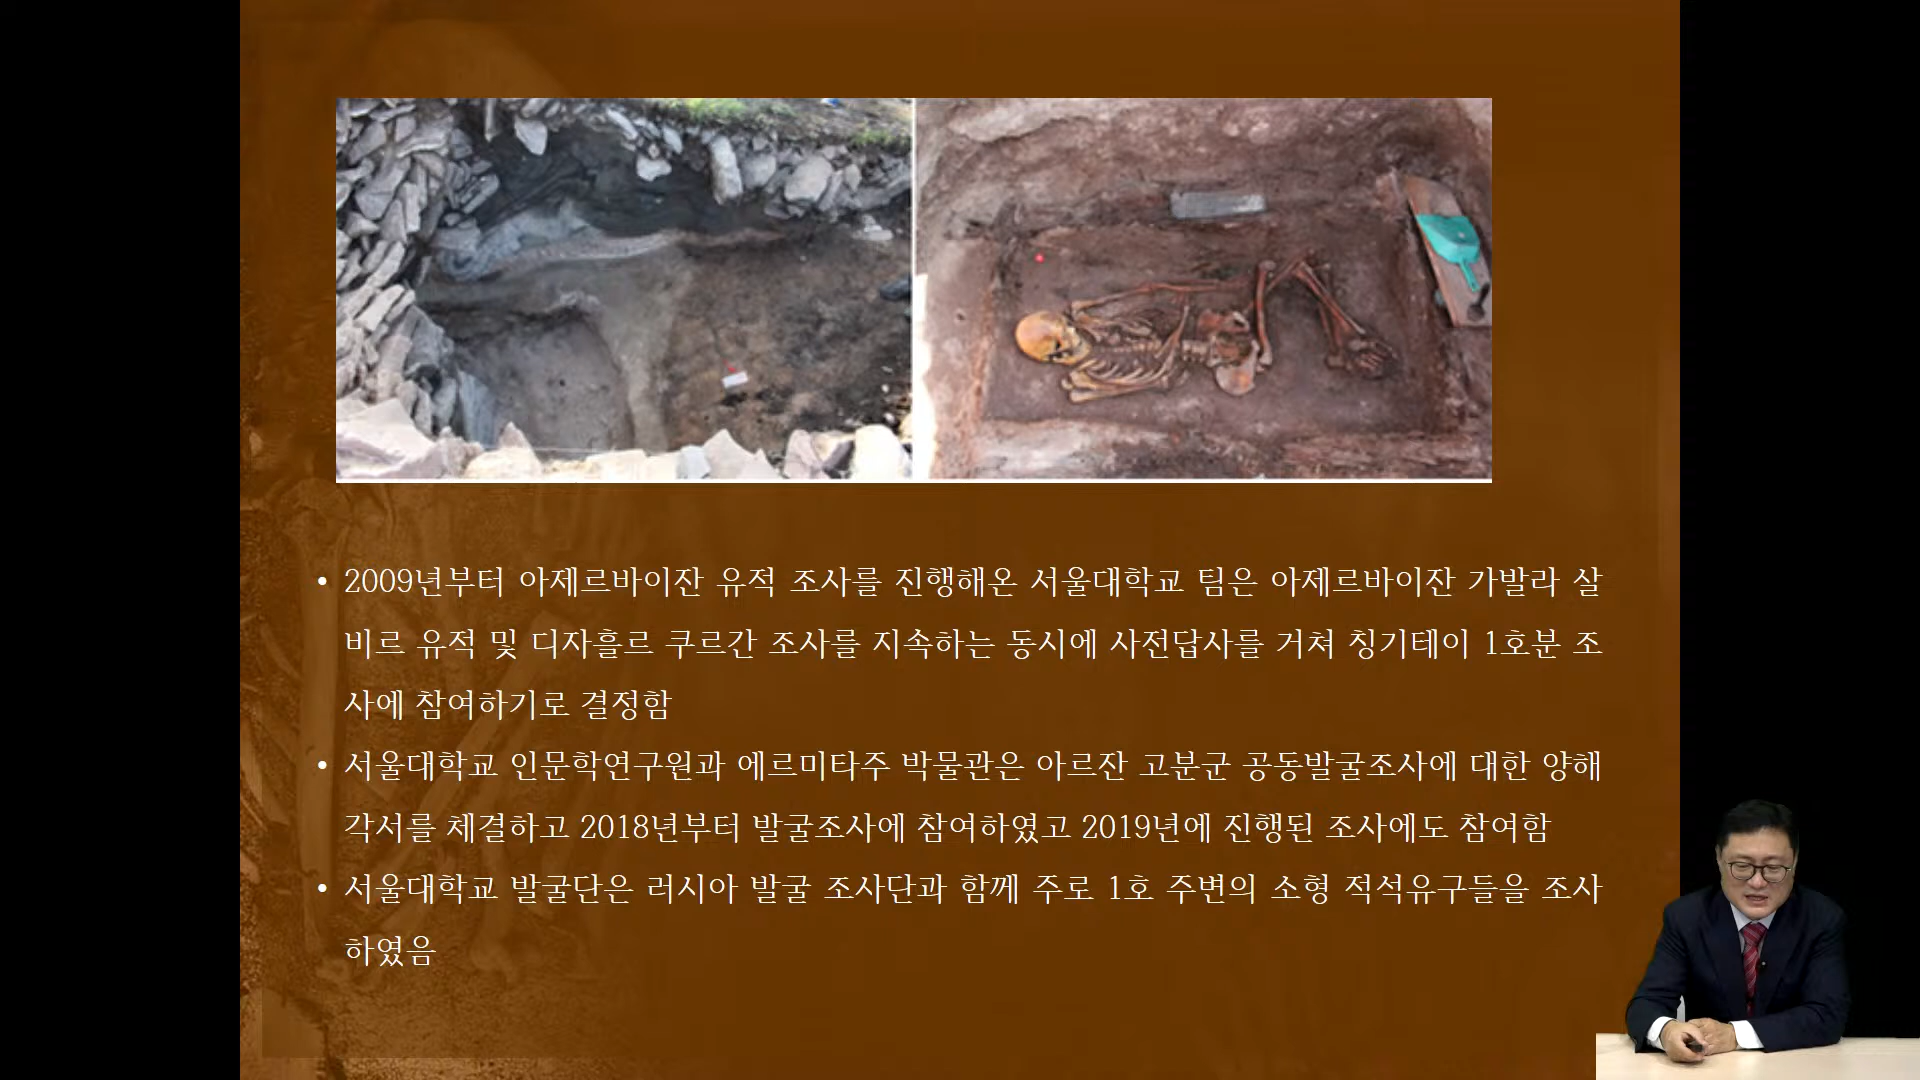 • 2009년부터 아제르바이잔 유적 조사를 진행해온 서울대학교 팀은 아제르바이잔 가발라 살
비르 유적 및 디자흘르 쿠르간 조사를 지속하는 동시에 사전답사를 거쳐 칭기테이 1호분 조
사에 참여하기로 결정함
• 서울대학교 인문학연구원과 에르미타주 박물관은 아르잔 고분군 공동발굴조사에 대한 양해
각서를 체결하고 2018년부터 발굴조사에 참여하였고 2019년에 진행된 조사에도 참여함
• 서울대학교 발굴단은 러시아 발굴 조사단과 함께 주로 1호 주변의 소형 적석유구들을 조사
하였음